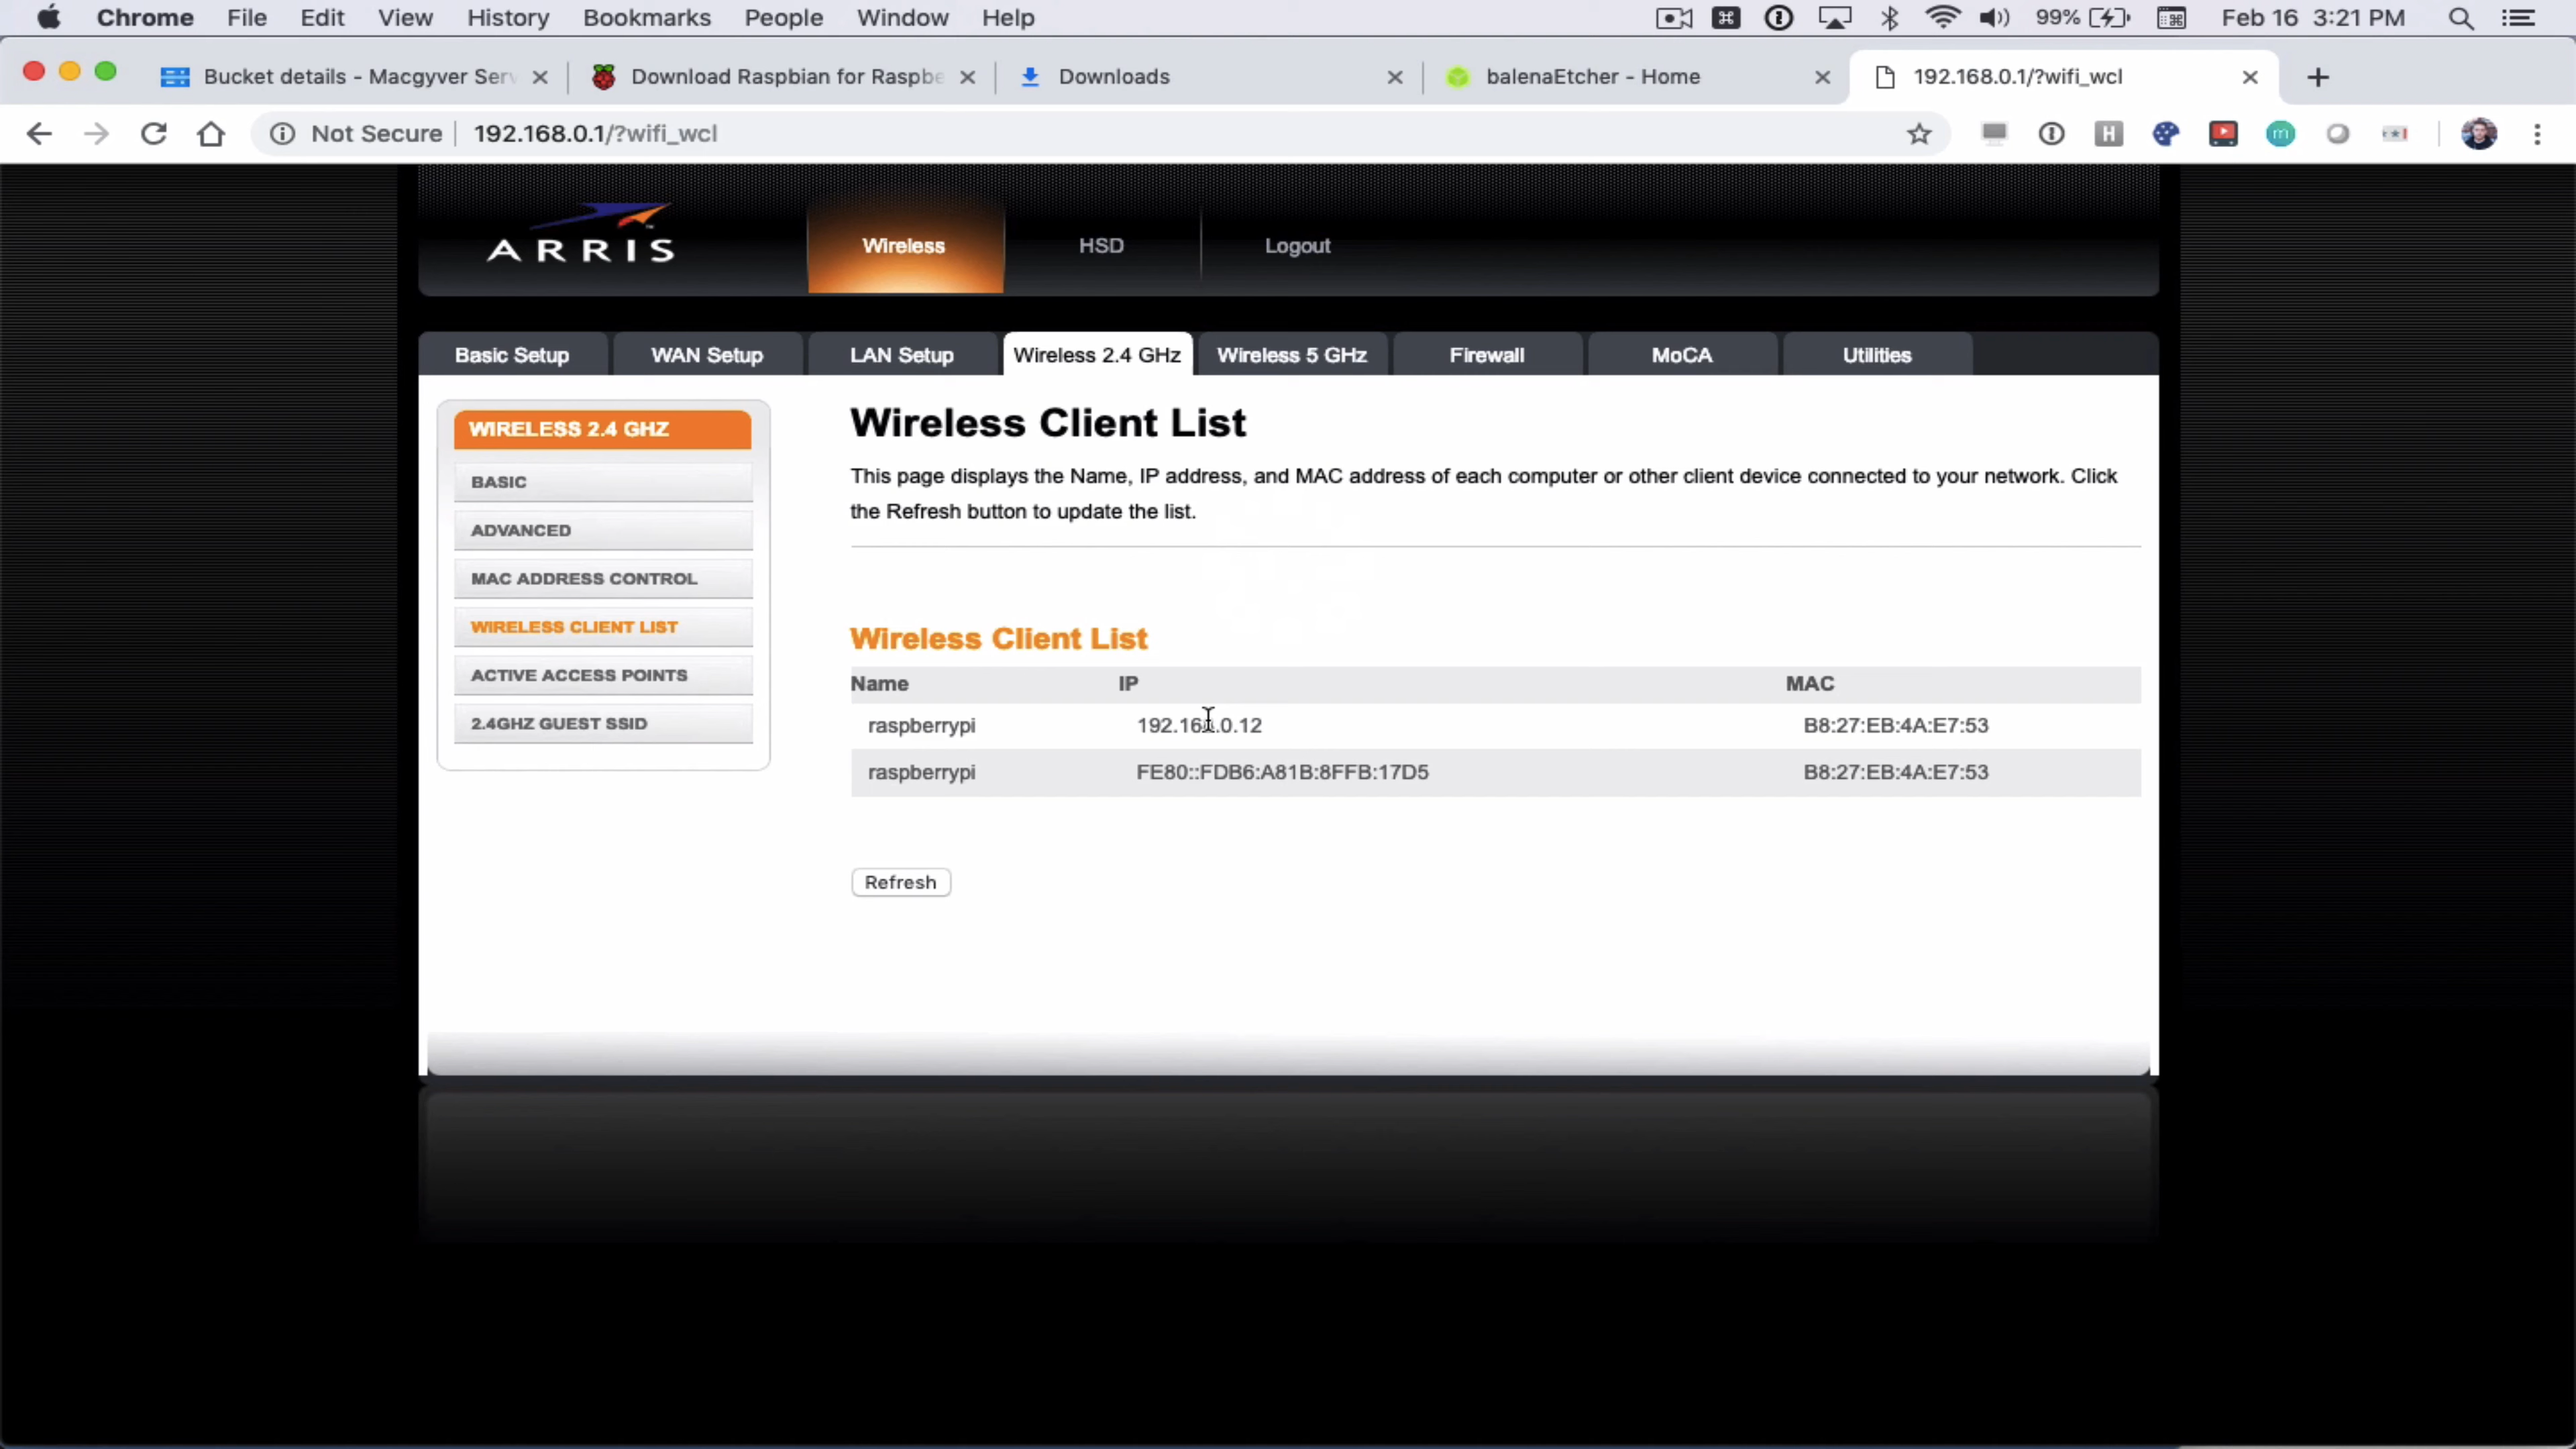 Chrome File Edit View History Bookmarks People Window Help 99% Feb 16 3:21 PM
Bucket details - Macgyver Serv Download Raspbian for Raspbe Downloads balenaEtcher - Home 192.168.0.1/?wifi_wcl
Not Secure 192.168.0.1/?wifi_wcl
ARRIS Wireless HSD Logout
Basic Setup WAN Setup LAN Setup Wireless 2.4 GHz Wireless 5 GHz Firewall MoCA Utilities
WIRELESS 2.4 GHZ
BASIC
ADVANCED
MAC ADDRESS CONTROL
WIRELESS CLIENT LIST
ACTIVE ACCESS POINTS
2.4GHZ GUEST SSID
Wireless Client List
This page displays the Name, IP address, and MAC address of each computer or other client device connected to your network. Click
the Refresh button to update the list.
Wireless Client List
Name IP MAC
raspberrypi 192.168.0.12 B8:27:EB:4A:E7:53
raspberrypi FE80::FDB6:A81B:8FFB:17D5 B8:27:EB:4A:E7:53
Refresh